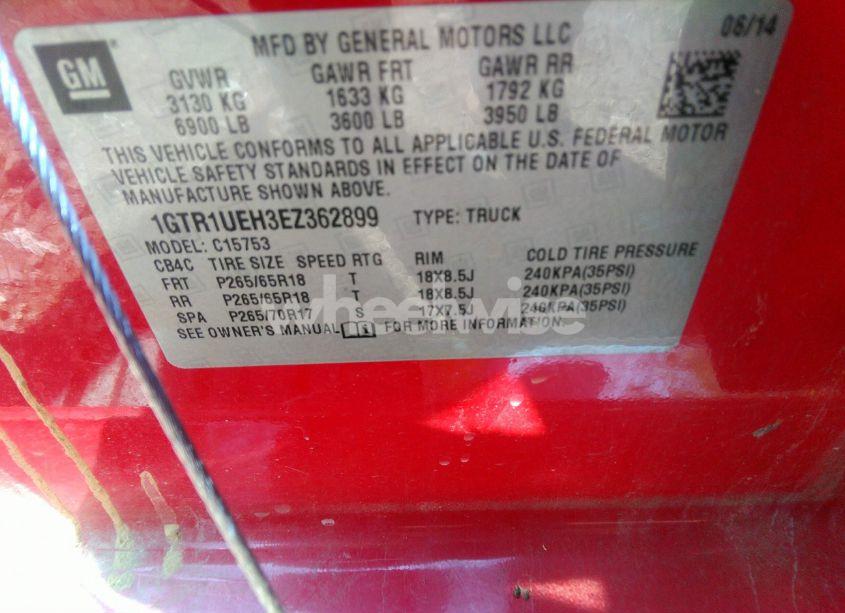 GM
MFD BY GENERAL MOTORS LLC 06/14
GVWR GAWR FRT GAWR RR
3130 KG 1633 KG 1792 KG
6900 LB 3600 LB 3950 LB
THIS VEHICLE CONFORMS TO ALL APPLICABLE U.S. FEDERAL MOTOR
VEHICLE SAFETY STANDARDS IN EFFECT ON THE DATE OF
MANUFACTURE SHOWN ABOVE.
1GTR1UEH3EZ362899 TYPE: TRUCK
MODEL: C15753
CB4C TIRE SIZE SPEED RTG RIM COLD TIRE PRESSURE
FRT P265/65R18 T 18X8.5J 240KPA(35PSI)
RR P265/65R18 T 18X8.5J 240KPA(35PSI)
SPA P265/70R17 S 17X7.5J 240KPA(35PSI)
SEE OWNER'S MANUAL FOR MORE INFORMATION.
wheelvise